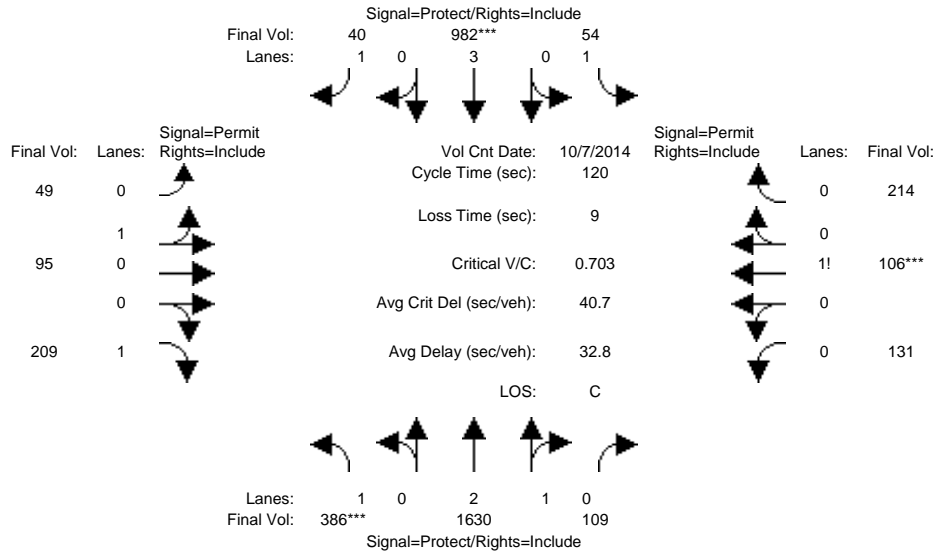 Signal=Protect/Rights=Include
Final Vol: 40 982*** 54
Lanes: 1 0 3 0 1
Signal=Permit Signal=Permit
Final Vol: Lanes: Rights=Include Vol Cnt Date: 10/7/2014 Rights=Include Lanes: Final Vol:
Cycle Time (sec): 120
49 0 0 214
Loss Time (sec): 9
1 0
95 0 Critical V/C: 0.703 1! 106***
0 Avg Crit Del (sec/veh): 40.7 0
209 1 Avg Delay (sec/veh): 32.8 0 131
LOS: C
Lanes: 1 0 2 1 0
Final Vol: 386*** 1630 109
Signal=Protect/Rights=Include